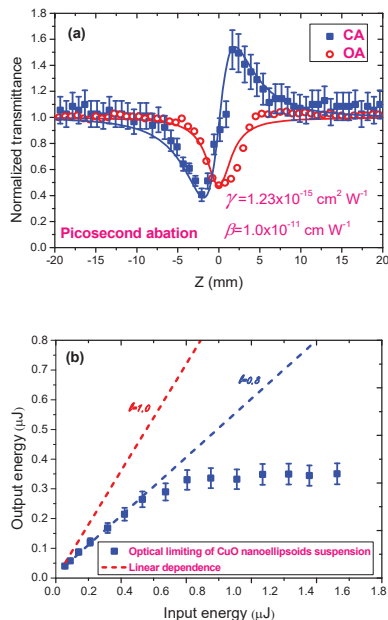 (a)
CA
OA
Normalized transmittance
1.8
1.6
1.4
1.2
1.0
0.8
0.6
0.4
0.2
0.0
γ=1.23x10⁻¹⁵ cm² W⁻¹
β=1.0x10⁻¹¹ cm W⁻¹
Picosecond abation
-20 -15 -10 -5 0 5 10 15 20
Z (mm)
(b)
Output energy (μJ)
0.8
0.7
0.6
0.5
0.4
0.3
0.2
0.1
0.0
l=1.0
l=0.8
Optical limiting of CuO nanoellipsoids suspension
Linear dependence
0.0 0.2 0.4 0.6 0.8 1.0 1.2 1.4 1.6 1.8
Input energy (μJ)